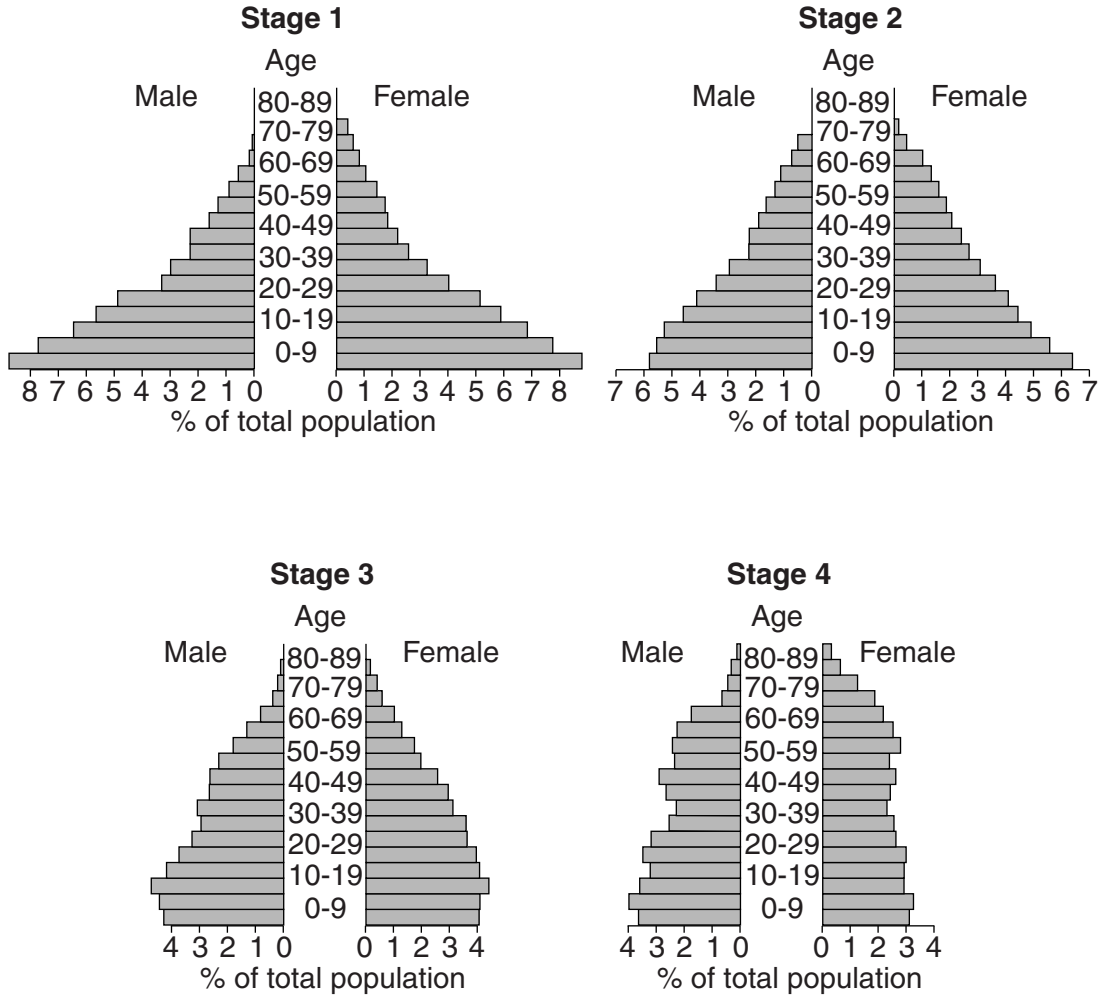 Stage 1
Age
Male
Female
80-89
70-79
60-69
50-59
40-49
30-39
20-29
10-19
0-9
8 7 6 5 4 3 2 1 0
0 1 2 3 4 5 6 7 8
% of total population
Stage 2
Age
Male
Female
80-89
70-79
60-69
50-59
40-49
30-39
20-29
10-19
0-9
7 6 5 4 3 2 1 0
0 1 2 3 4 5 6 7
% of total population
Stage 3
Age
Male
Female
80-89
70-79
60-69
50-59
40-49
30-39
20-29
10-19
0-9
4 3 2 1 0
0 1 2 3 4
% of total population
Stage 4
Age
Male
Female
80-89
70-79
60-69
50-59
40-49
30-39
20-29
10-19
0-9
4 3 2 1 0
0 1 2 3 4
% of total population